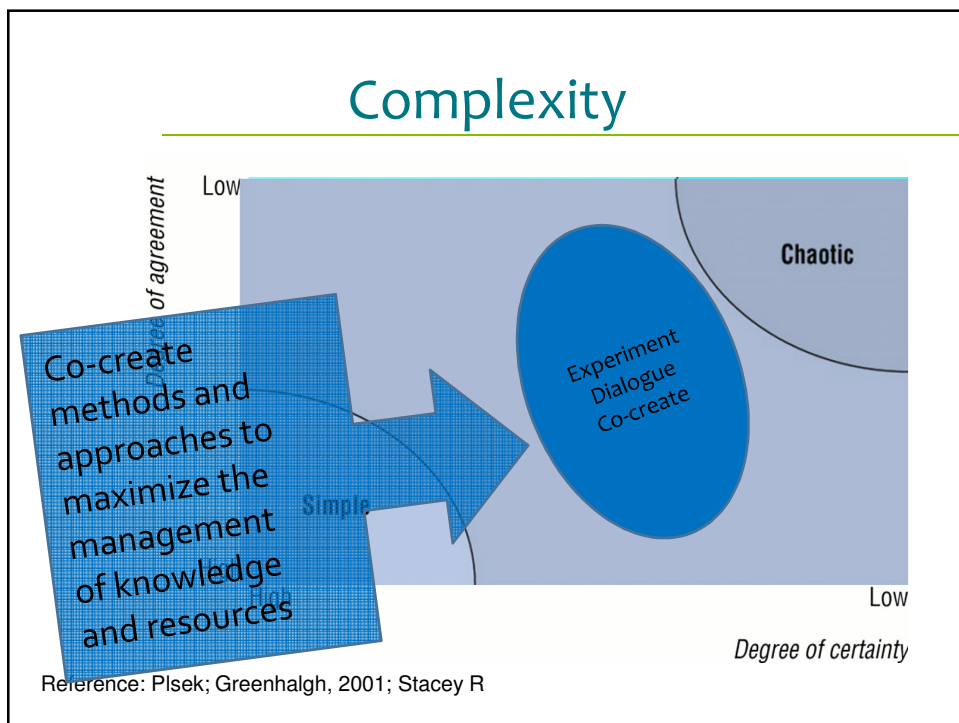 Complexity
Low
Degree of agreement
Chaotic
Experiment
Dialogue
Co-create
Co-create
methods and
approaches to
maximize the
management
of knowledge
and resources
Simple
High
Low
Degree of certainty
Reference: Plsek; Greenhalgh, 2001; Stacey R